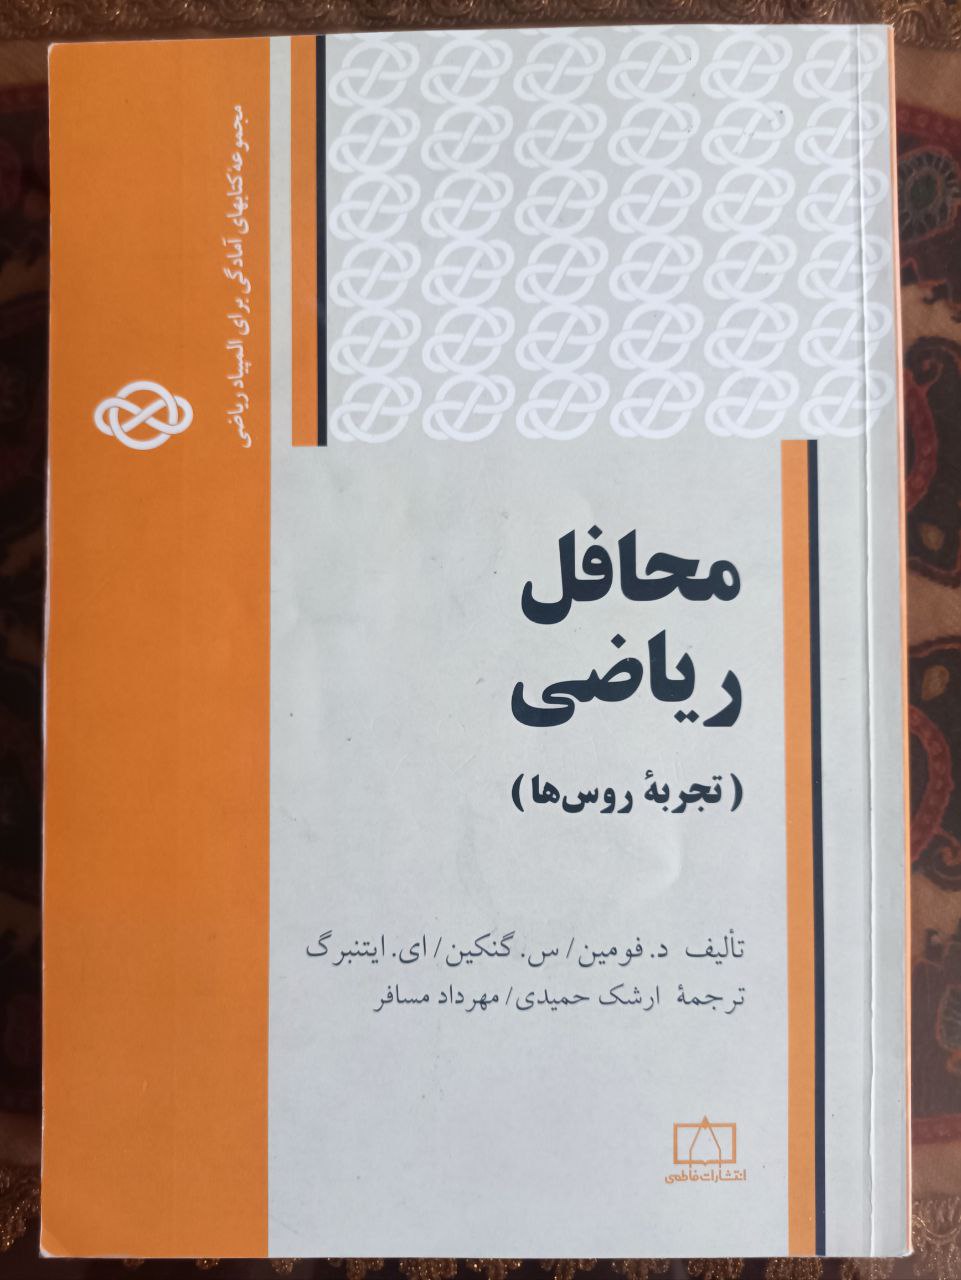 مجموعهٔ کتابهای آمادگی برای المپیاد ریاضی
محافل
ریاضی
(تجربهٔ روس‌ها)
تألیف د. فومین/ س. گنکین/ ای. ایتنبرگ
ترجمهٔ ارشک حمیدی/ مهرداد مسافر
انتشارات فاطمی